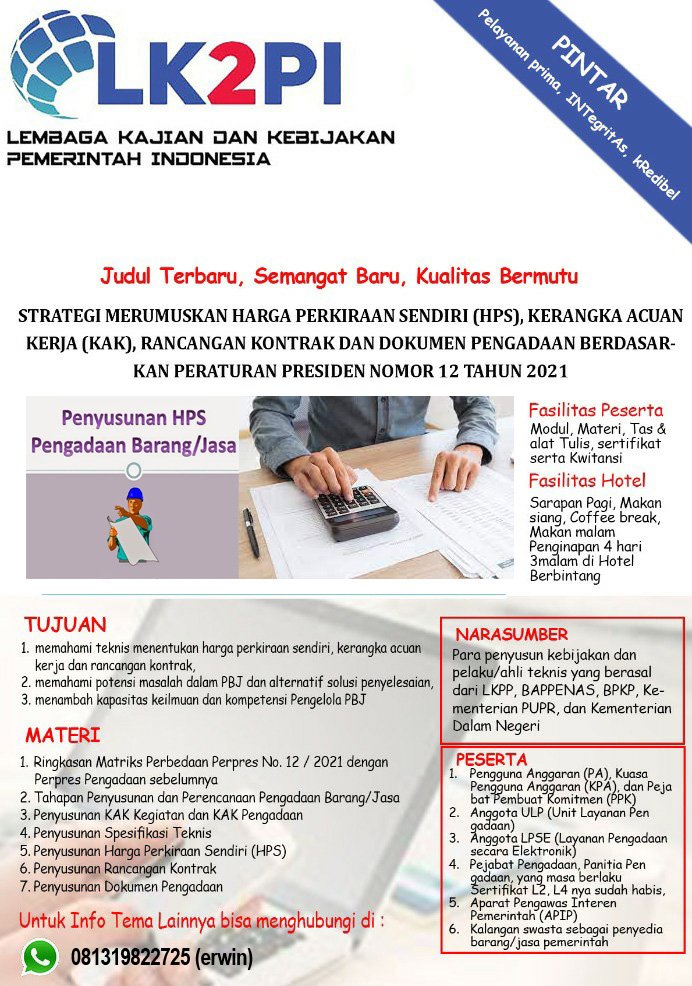 LK2PI
LEMBAGA KAJIAN DAN KEBIJAKAN
PEMERINTAH INDONESIA
PINTAR
Pelayanan prima, INTegritAs, kRedibel
Judul Terbaru, Semangat Baru, Kualitas Bermutu
STRATEGI MERUMUSKAN HARGA PERKIRAAN SENDIRI (HPS), KERANGKA ACUAN
KERJA (KAK), RANCANGAN KONTRAK DAN DOKUMEN PENGADAAN BERDASAR-
KAN PERATURAN PRESIDEN NOMOR 12 TAHUN 2021
Penyusunan HPS
Pengadaan Barang/Jasa
Fasilitas Peserta
Modul, Materi, Tas &
alat Tulis, sertifikat
serta Kwitansi
Fasilitas Hotel
Sarapan Pagi, Makan
siang, Coffee break,
Makan malam
Penginapan 4 hari
3malam di Hotel
Berbintang
TUJUAN
1. memahami teknis menentukan harga perkiraan sendiri, kerangka acuan
kerja dan rancangan kontrak,
2. memahami potensi masalah dalam PBJ dan alternatif solusi penyelesaian,
3. menambah kapasitas keilmuan dan kompetensi Pengelola PBJ
MATERI
1. Ringkasan Matriks Perbedaan Perpres No. 12 / 2021 dengan
Perpres Pengadaan sebelumnya
2. Tahapan Penyusunan dan Perencanaan Pengadaan Barang/Jasa
3. Penyusunan KAK Kegiatan dan KAK Pengadaan
4. Penyusunan Spesifikasi Teknis
5. Penyusunan Harga Perkiraan Sendiri (HPS)
6. Penyusunan Rancangan Kontrak
7. Penyusunan Dokumen Pengadaan
NARASUMBER
Para penyusun kebijakan dan
pelaku/ahli teknis yang berasal
dari LKPP, BAPPENAS, BPKP, Ke-
menterian PUPR, dan Kementerian
Dalam Negeri
PESERTA
1. Pengguna Anggaran (PA), Kuasa
Pengguna Anggaran (KPA), dan Peja
bat Pembuat Komitmen (PPK)
2. Anggota ULP (Unit Layanan Pen
gadaan)
3. Anggota LPSE (Layanan Pengadaan
secara Elektronik)
4. Pejabat Pengadaan, Panitia Pen
gadaan, yang masa berlaku
Sertifikat L2, L4 nya sudah habis,
5. Aparat Pengawas Interen
Pemerintah (APIP)
6. Kalangan swasta sebagai penyedia
barang/jasa pemerintah
Untuk Info Tema Lainnya bisa menghubungi di :
081319822725 (erwin)